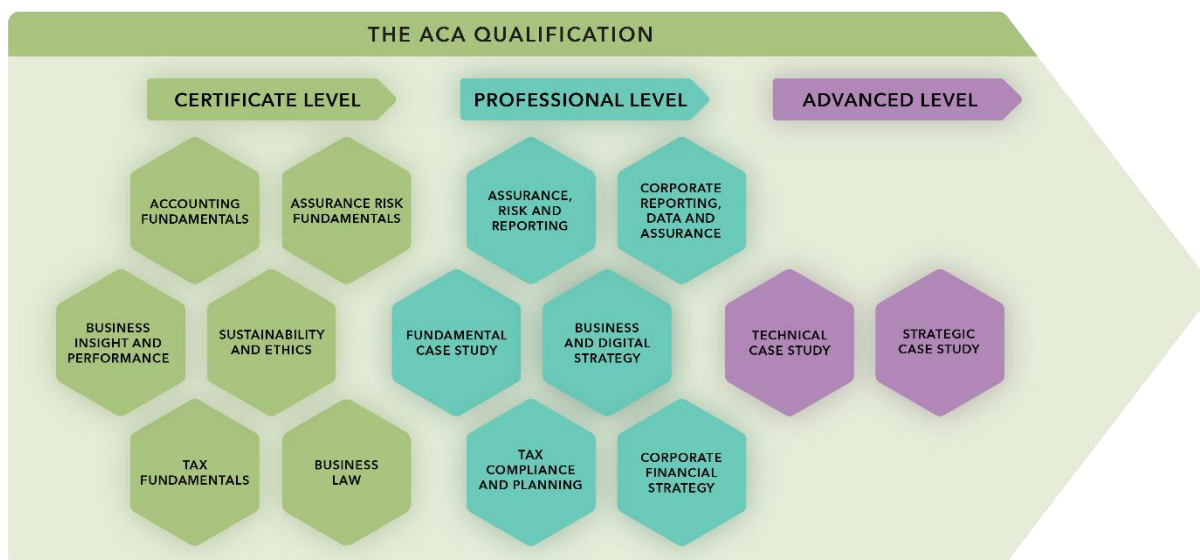 THE ACA QUALIFICATION
CERTIFICATE LEVEL
PROFESSIONAL LEVEL
ADVANCED LEVEL
ACCOUNTING
FUNDAMENTALS
ASSURANCE RISK
FUNDAMENTALS
BUSINESS
INSIGHT AND
PERFORMANCE
SUSTAINABILITY
AND ETHICS
TAX
FUNDAMENTALS
BUSINESS
LAW
ASSURANCE,
RISK AND
REPORTING
CORPORATE
REPORTING,
DATA AND
ASSURANCE
FUNDAMENTAL
CASE STUDY
BUSINESS
AND DIGITAL
STRATEGY
TAX
COMPLIANCE
AND PLANNING
CORPORATE
FINANCIAL
STRATEGY
TECHNICAL
CASE STUDY
STRATEGIC
CASE STUDY